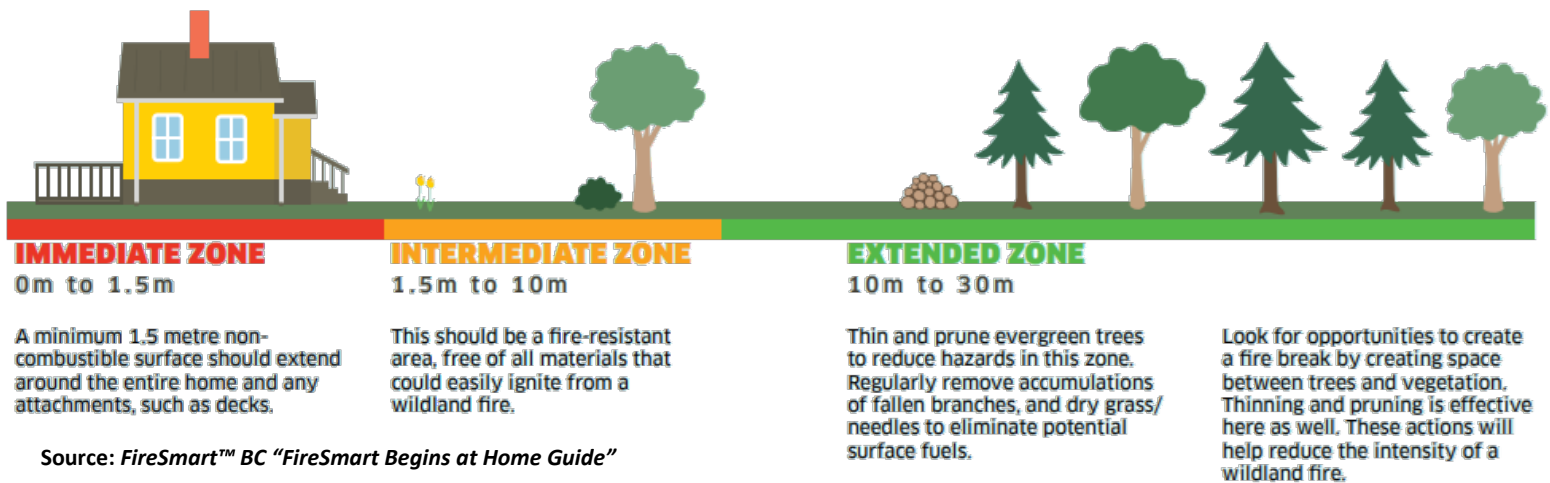 IMMEDIATE ZONE
0m to 1.5m
A minimum 1.5 metre non-
combustible surface should extend
around the entire home and any
attachments, such as decks.
INTERMEDIATE ZONE
1.5m to 10m
This should be a fire-resistant
area, free of all materials that
could easily ignite from a
wildland fire.
EXTENDED ZONE
10m to 30m
Thin and prune evergreen trees
to reduce hazards in this zone.
Regularly remove accumulations
of fallen branches, and dry grass/
needles to eliminate potential
surface fuels.
Look for opportunities to create
a fire break by creating space
between trees and vegetation.
Thinning and pruning is effective
here as well. These actions will
help reduce the intensity of a
wildland fire.
Source: FireSmart™ BC “FireSmart Begins at Home Guide”